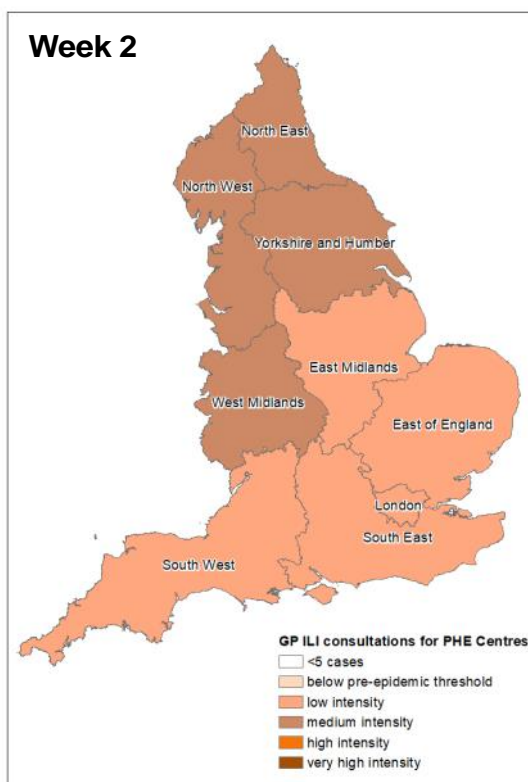 Week 2
North East
North West
Yorkshire and Humber
East Midlands
West Midlands
East of England
London
South East
South West
GP ILI consultations for PHE Centres
<5 cases
below pre-epidemic threshold
low intensity
medium intensity
high intensity
very high intensity